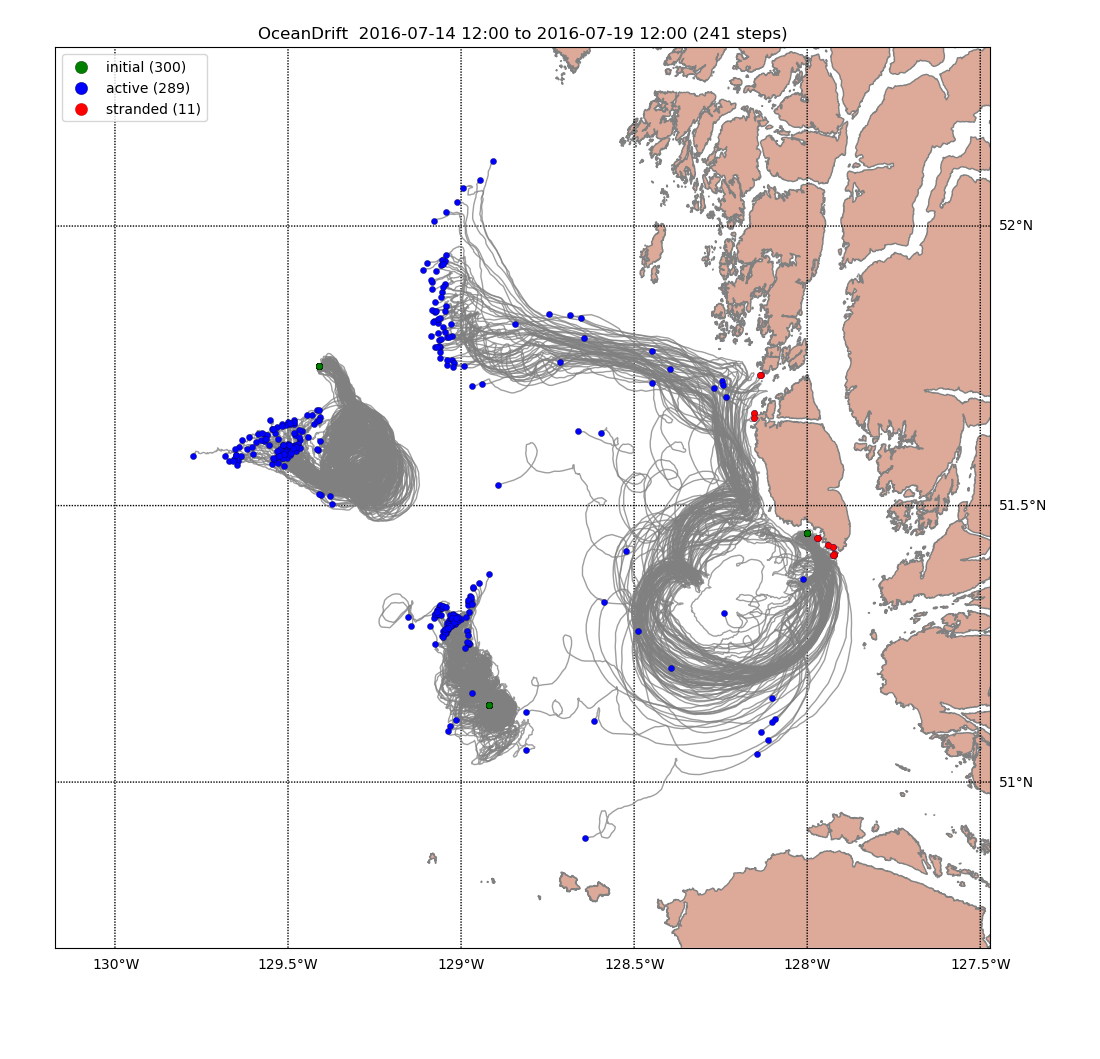 OceanDrift  2016-07-14 12:00 to 2016-07-19 12:00 (241 steps)
initial (300)
active (289)
stranded (11)
52°N
51.5°N
51°N
130°W
129.5°W
129°W
128.5°W
128°W
127.5°W